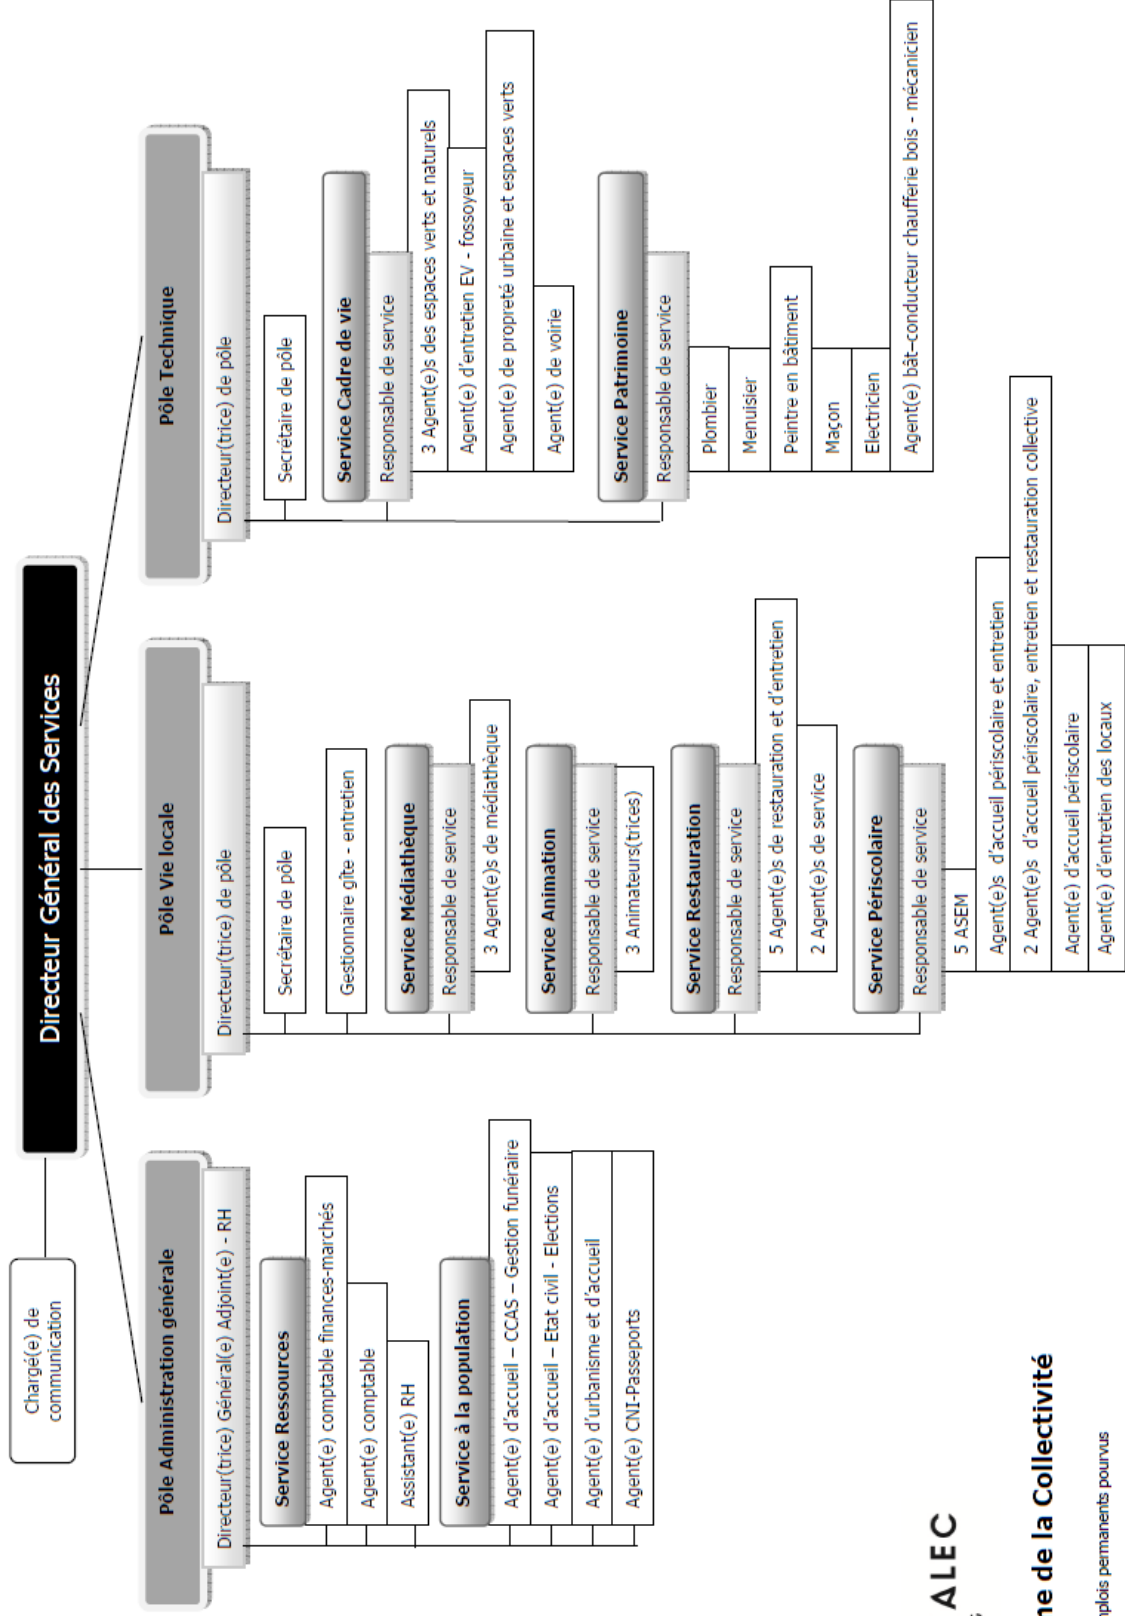 Directeur Général des Services
Chargé(e) de
communication
Pôle Administration générale
Directeur(trice) Général(e) Adjoint(e) - RH
Service Ressources
Agent(e) comptable finances-marchés
Agent(e) comptable
Assistant(e) RH
Service à la population
Agent(e) d'accueil – CCAS – Gestion funéraire
Agent(e) d'accueil – Etat civil - Elections
Agent(e) d'urbanisme et d'accueil
Agent(e) CNI-Passeports
Pôle Vie locale
Directeur(trice) de pôle
Secrétaire de pôle
Gestionnaire gîte - entretien
Service Médiathèque
Responsable de service
3 Agent(e)s de médiathèque
Service Animation
Responsable de service
3 Animateurs(trices)
Service Restauration
Responsable de service
5 Agent(e)s de restauration et d'entretien
2 Agent(e)s de service
Service Périscolaire
Responsable de service
5 ASEM
Agent(e)s d'accueil périscolaire et entretien
2 Agent(e)s d'accueil périscolaire, entretien et restauration collective
Agent(e) d'accueil périscolaire
Agent(e) d'entretien des locaux
Pôle Technique
Directeur(trice) de pôle
Secrétaire de pôle
Service Cadre de vie
Responsable de service
3 Agent(e)s des espaces verts et naturels
Agent(e) d'entretien EV - fossoyeur
Agent(e) de propreté urbaine et espaces verts
Agent(e) de voirie
Service Patrimoine
Responsable de service
Plombier
Menuisier
Peintre en bâtiment
Maçon
Electricien
Agent(e) bât–conducteur chaufferie bois - mécanicien
ALEC
de la Collectivité
permanents pourvus